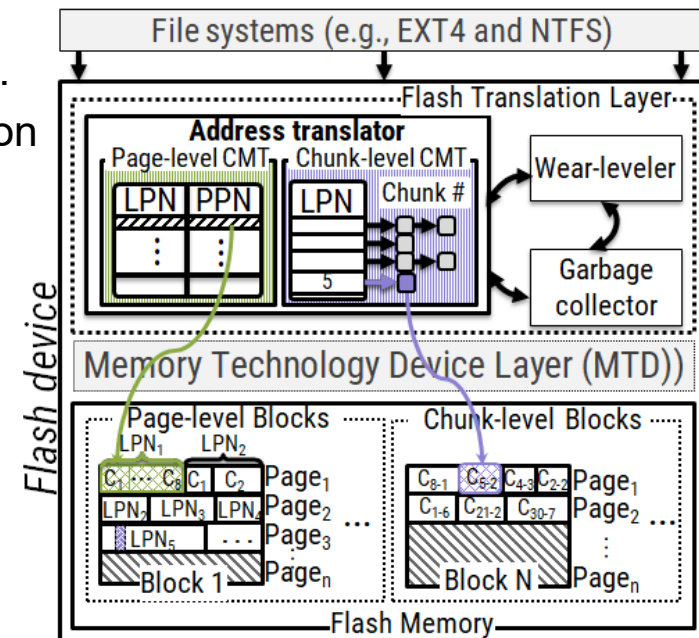 File systems (e.g., EXT4 and NTFS)
.
on
Flash Translation Layer
Address translator
Page-level CMT
Chunk-level CMT
LPN PPN
LPN
Chunk #
5
Wear-leveler
Garbage
collector
Flash device
Memory Technology Device Layer (MTD))
Page-level Blocks
Chunk-level Blocks
LPN1 LPN2
C1 ... C8 C1 C2 Page1
LPN2 LPN3 LPN4 Page2
LPN5 ... Page3
Block 1 Pagen
...
C8-1 C5-2 C4-3 C2-2 Page1
C1-6 C21-2 C30-7 Page2
...
Block N Pagen
Flash Memory